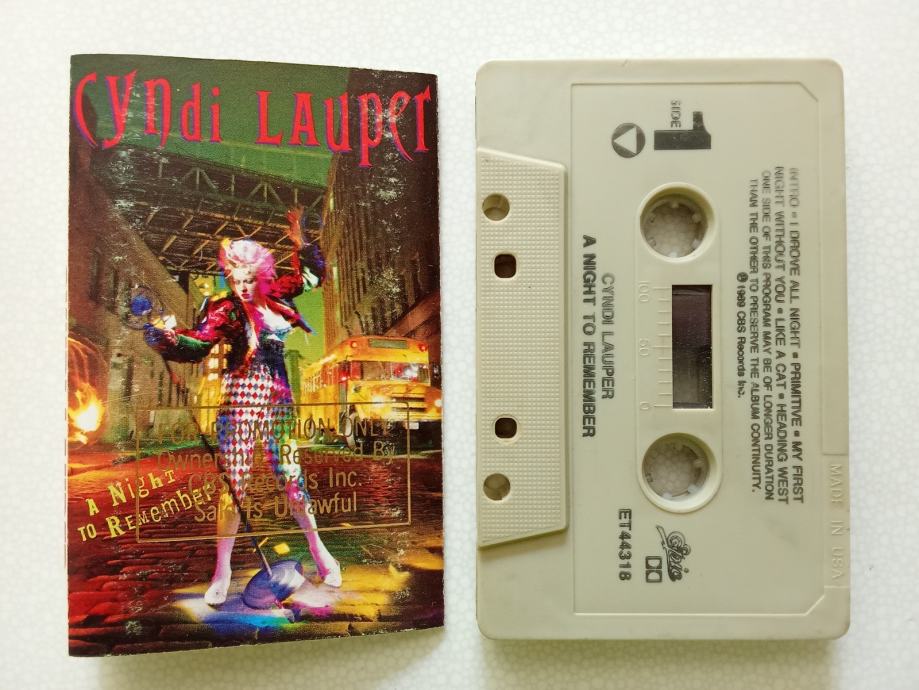 Cyndi Lauper
FOR PROMOTION ONLY
Ownership Reserved By
CBS Records Inc.
Sale Is Unlawful
A Night
TO Remember
SIDE
1
INTRO ▪ I DROVE ALL NIGHT ▪ PRIMITIVE ▪ MY FIRST
NIGHT WITHOUT YOU ▪ LIKE A CAT ▪ HEADING WEST
ONE SIDE OF THIS PROGRAM MAY BE OF LONGER DURATION
THAN THE OTHER TO PRESERVE THE ALBUM CONTINUITY.
℗ 1989 CBS Records Inc.
100 50 0
CYNDI LAUPER
A NIGHT TO REMEMBER
Epic
ET44318
MADE IN USA